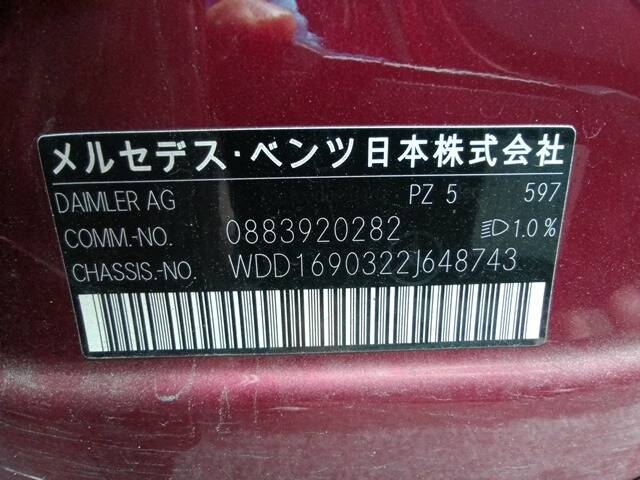 メルセデス・ベンツ日本株式会社
DAIMLER AG PZ 5 597
COMM.-NO. 0883920282 1.0 %
CHASSIS.-NO. WDD1690322J648743